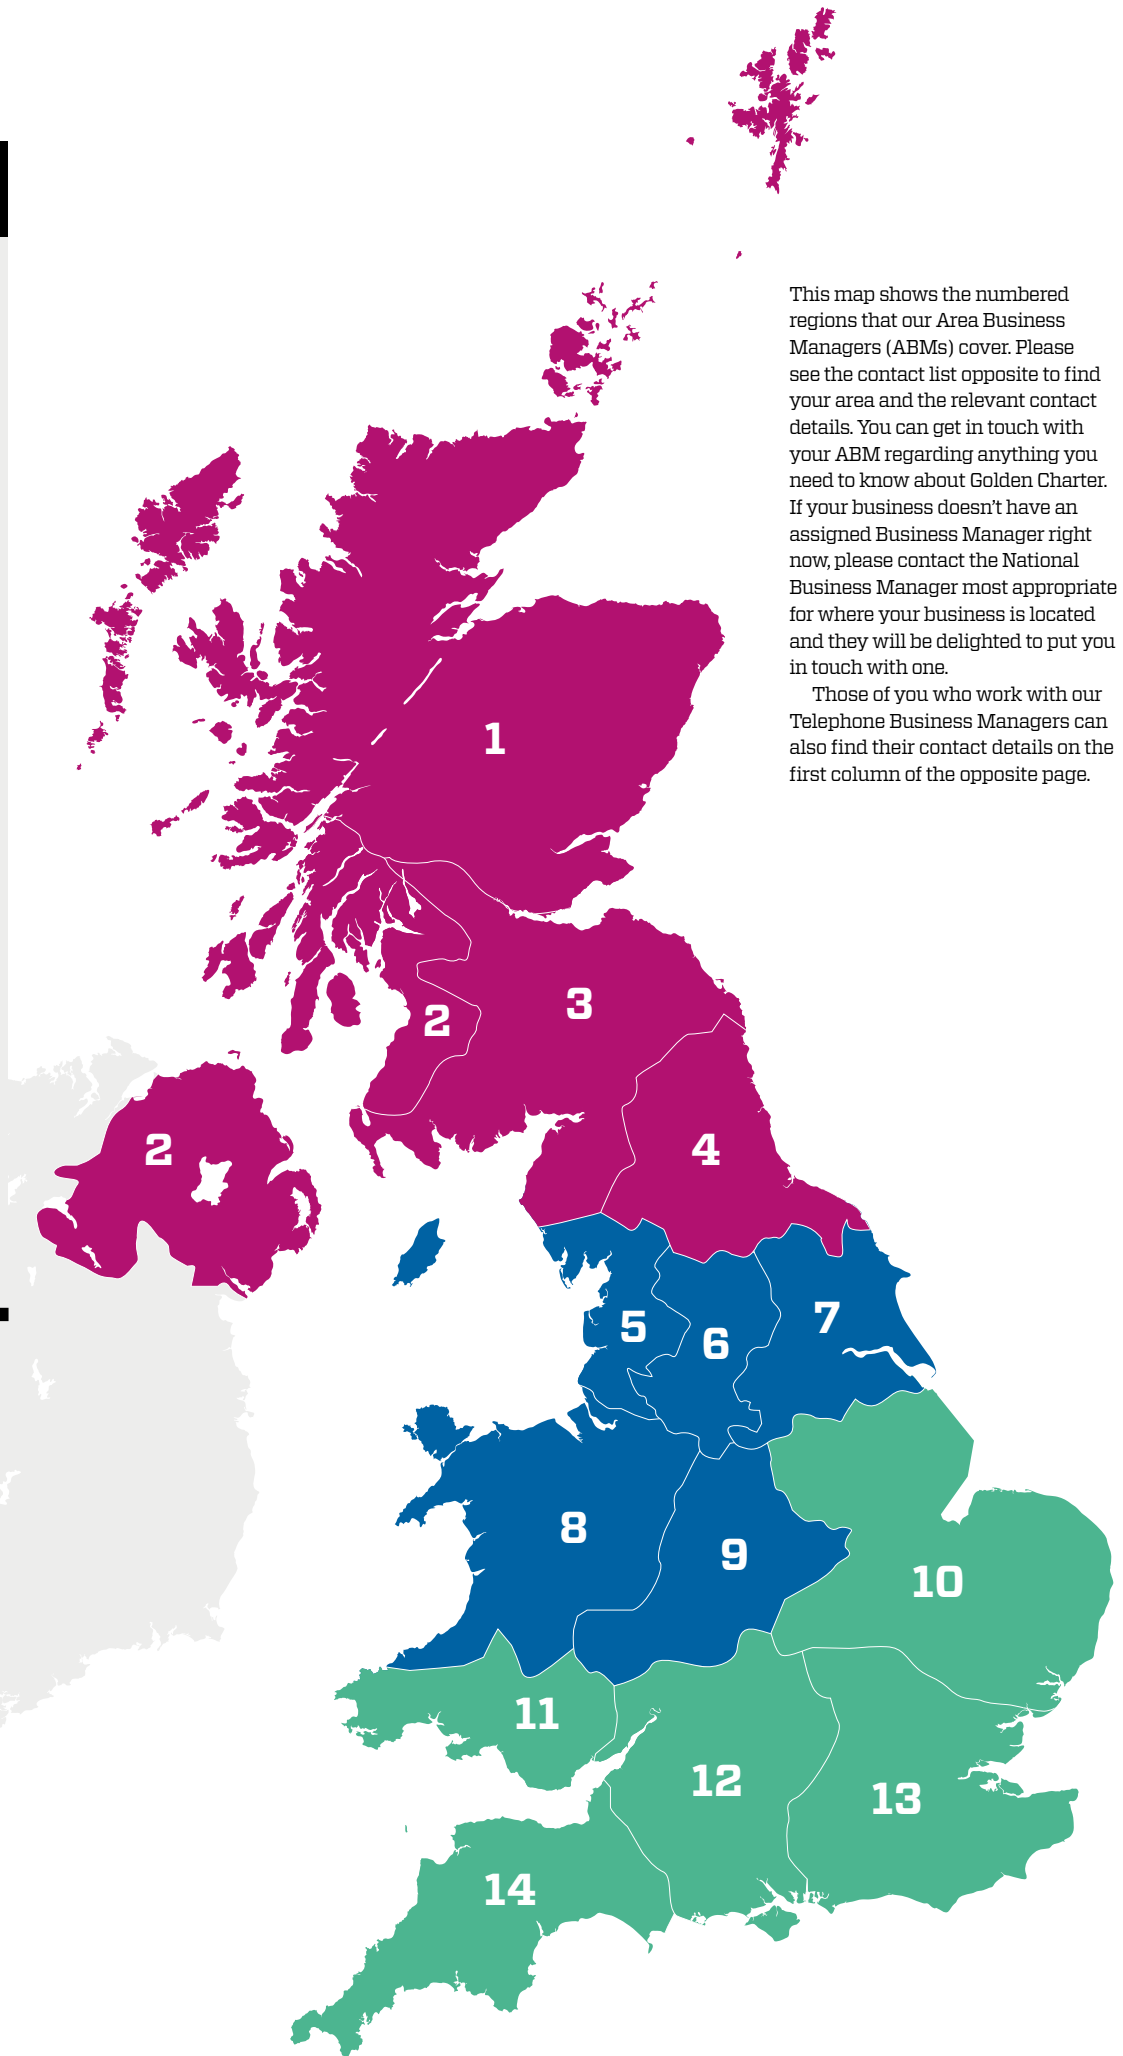 This map shows the numbered
regions that our Area Business
Managers (ABMs) cover. Please
see the contact list opposite to find
your area and the relevant contact
details. You can get in touch with
your ABM regarding anything you
need to know about Golden Charter.
If your business doesn’t have an
assigned Business Manager right
now, please contact the National
Business Manager most appropriate
for where your business is located
and they will be delighted to put you
in touch with one.
Those of you who work with our
Telephone Business Managers can
also find their contact details on the
first column of the opposite page.
1
2
3
2
4
5
6
7
8
9
10
11
12
13
14